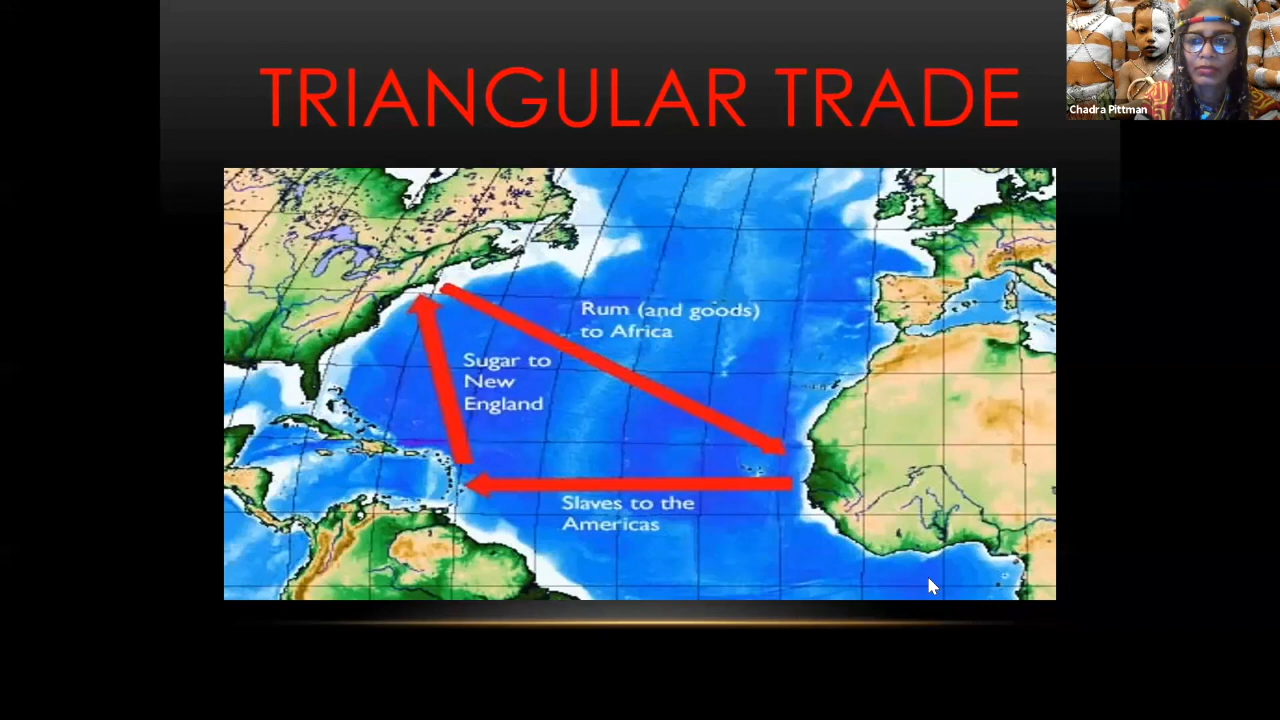 TRIANGULAR TRADE
Chadra Pittman
Rum (and goods)
to Africa
Sugar to
New
England
Slaves to the
Americas